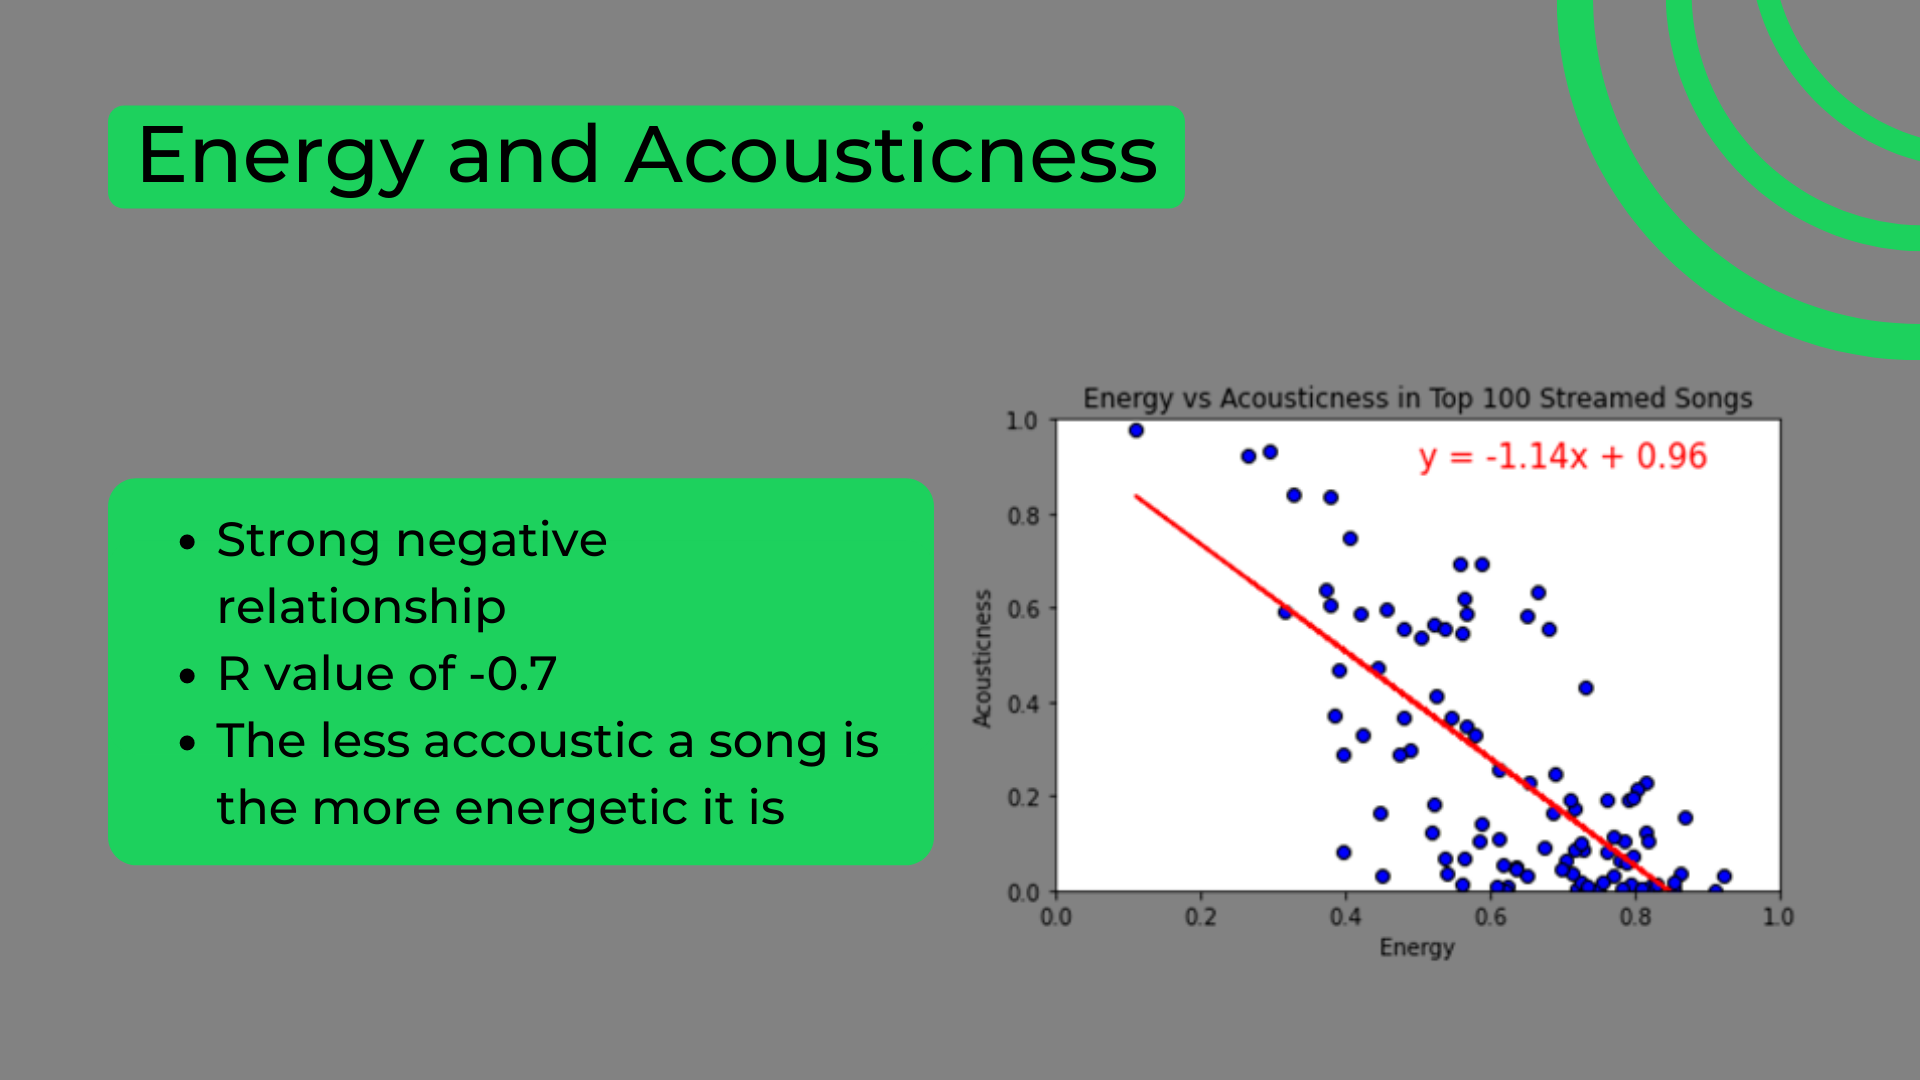 Energy and Acousticness
• Strong negative
relationship
• R value of -0.7
• The less accoustic a song is
the more energetic it is
Energy vs Acousticness in Top 100 Streamed Songs
y = -1.14x + 0.96
1.0
0.8
0.6
0.4
0.2
0.0
Acousticness
0.0 0.2 0.4 0.6 0.8 1.0
Energy